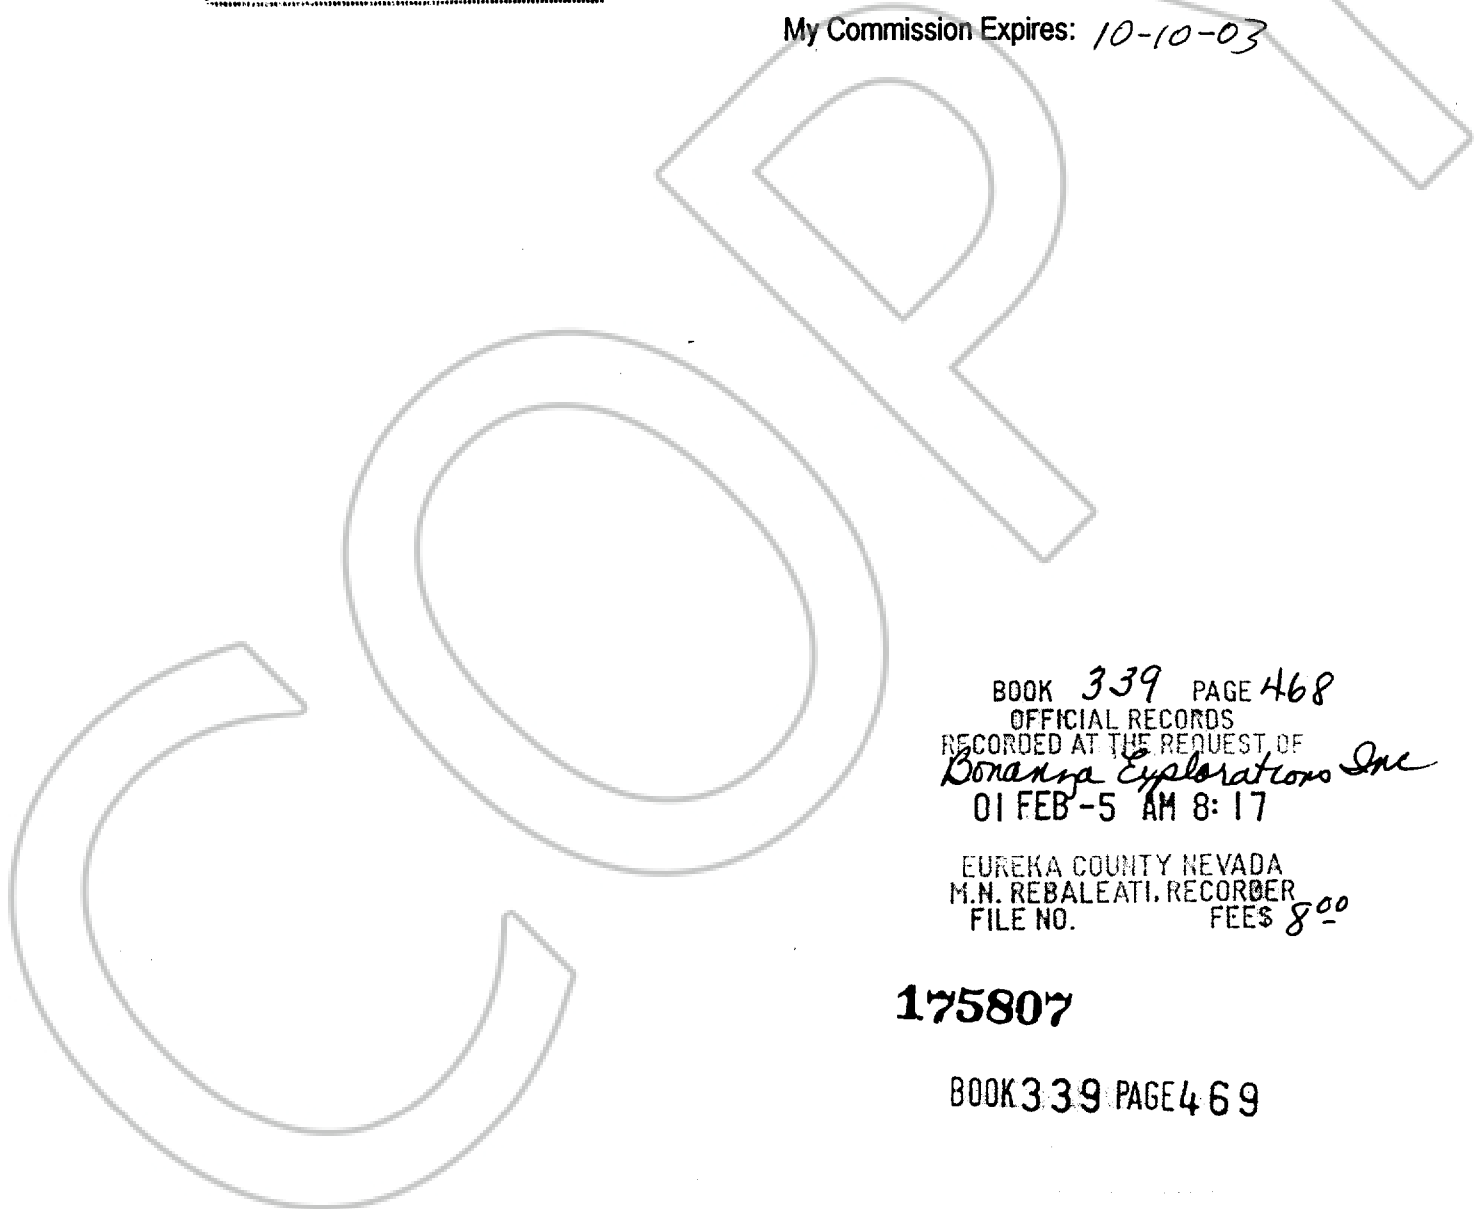 My Commission Expires: 10-10-03
COPY
BOOK 339 PAGE 468
OFFICIAL RECORDS
RECORDED AT THE REQUEST OF
Bonanza Explorations Inc
01 FEB -5 AM 8:17
EUREKA COUNTY NEVADA
M.N. REBALEATI, RECORDER
FILE NO. FEE$ 8 00
175807
BOOK 339 PAGE 469